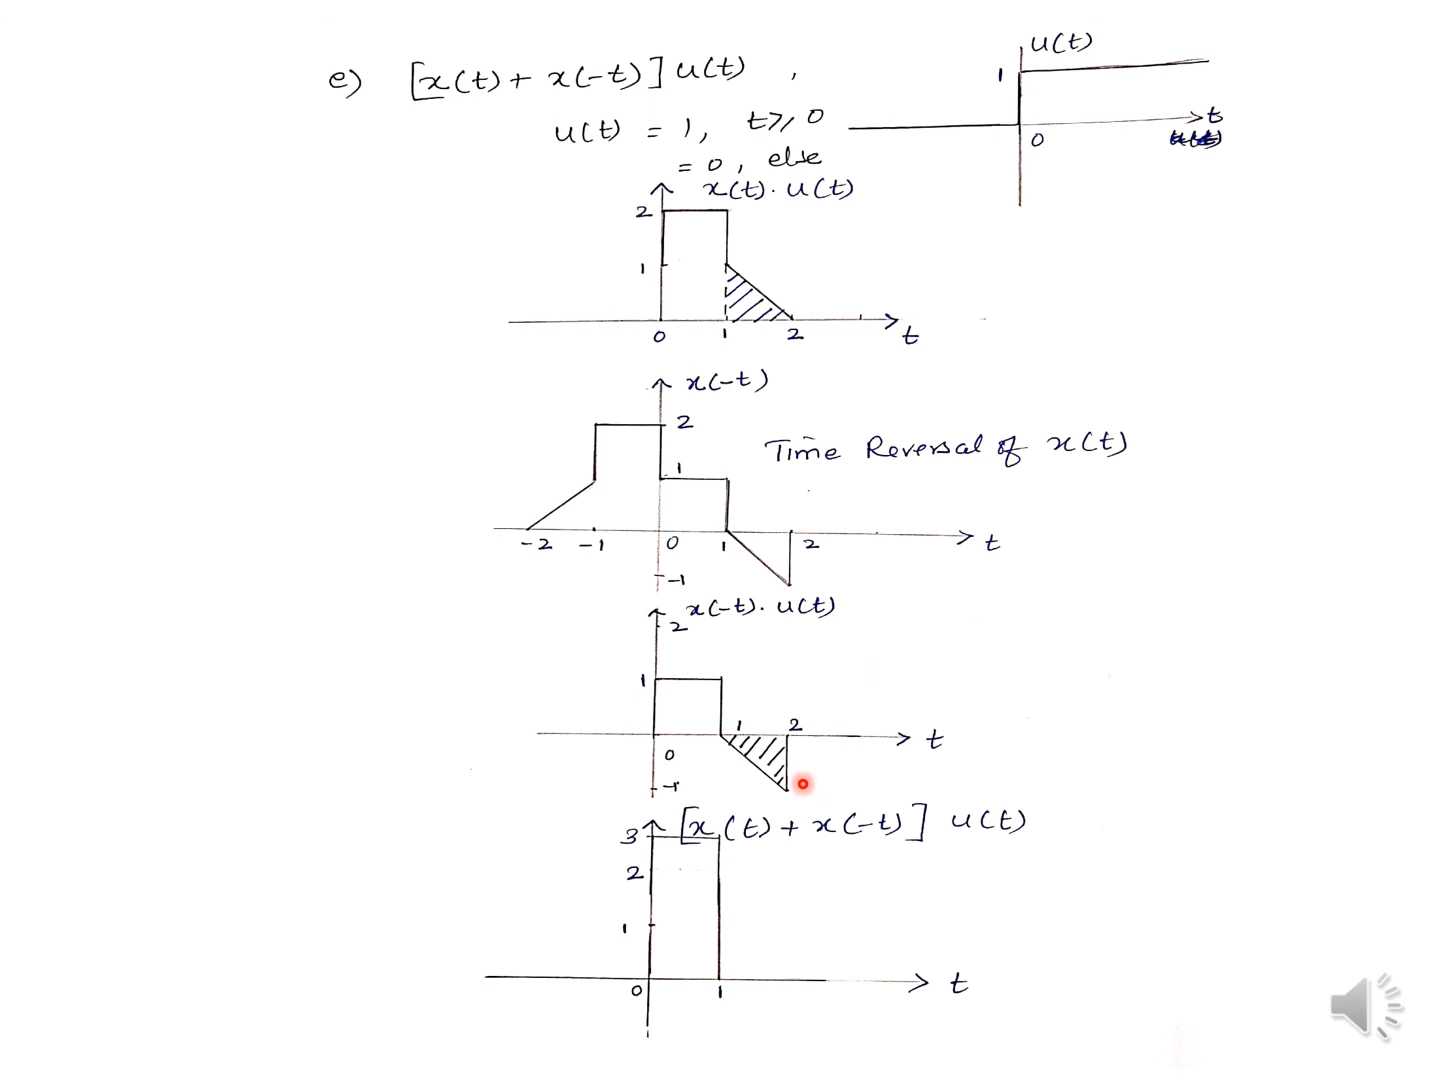 e) [x(t) + x(-t)] u(t) ,
u(t) = 1, t ≥ 0
= 0, else
u(t)
1
t
0
x(t). u(t)
2
1
0 1 2
t
x(-t)
2
1
Time Reversal of x(t)
-2 -1 0 1 2
t
-1
x(-t). u(t)
2
1
1 2
t
0
-1
[x(t) + x(-t)] u(t)
3
2
1
t
0 1